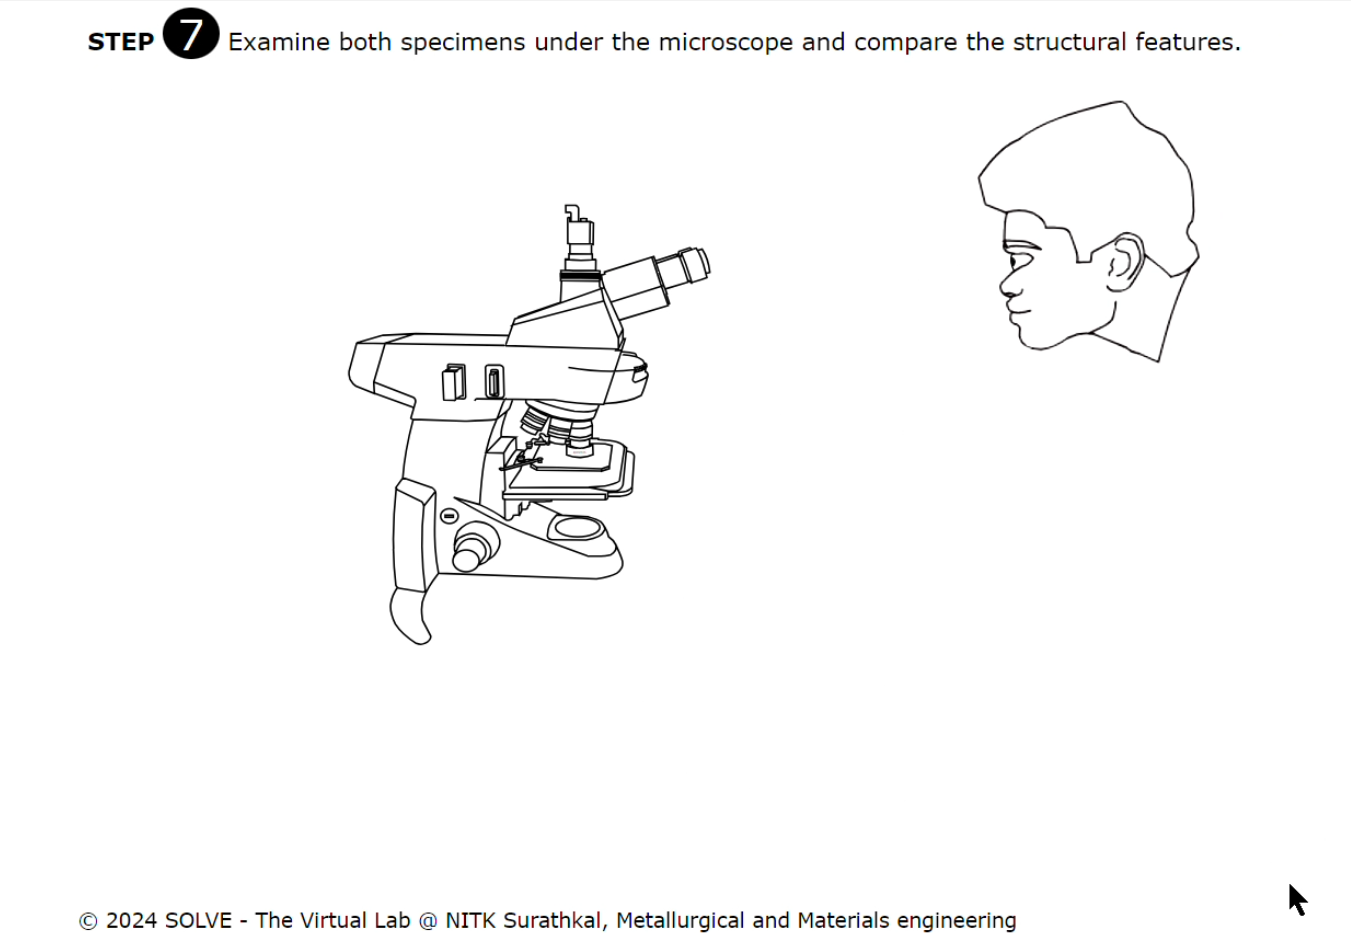 STEP 7 Examine both specimens under the microscope and compare the structural features.
© 2024 SOLVE - The Virtual Lab @ NITK Surathkal, Metallurgical and Materials engineering